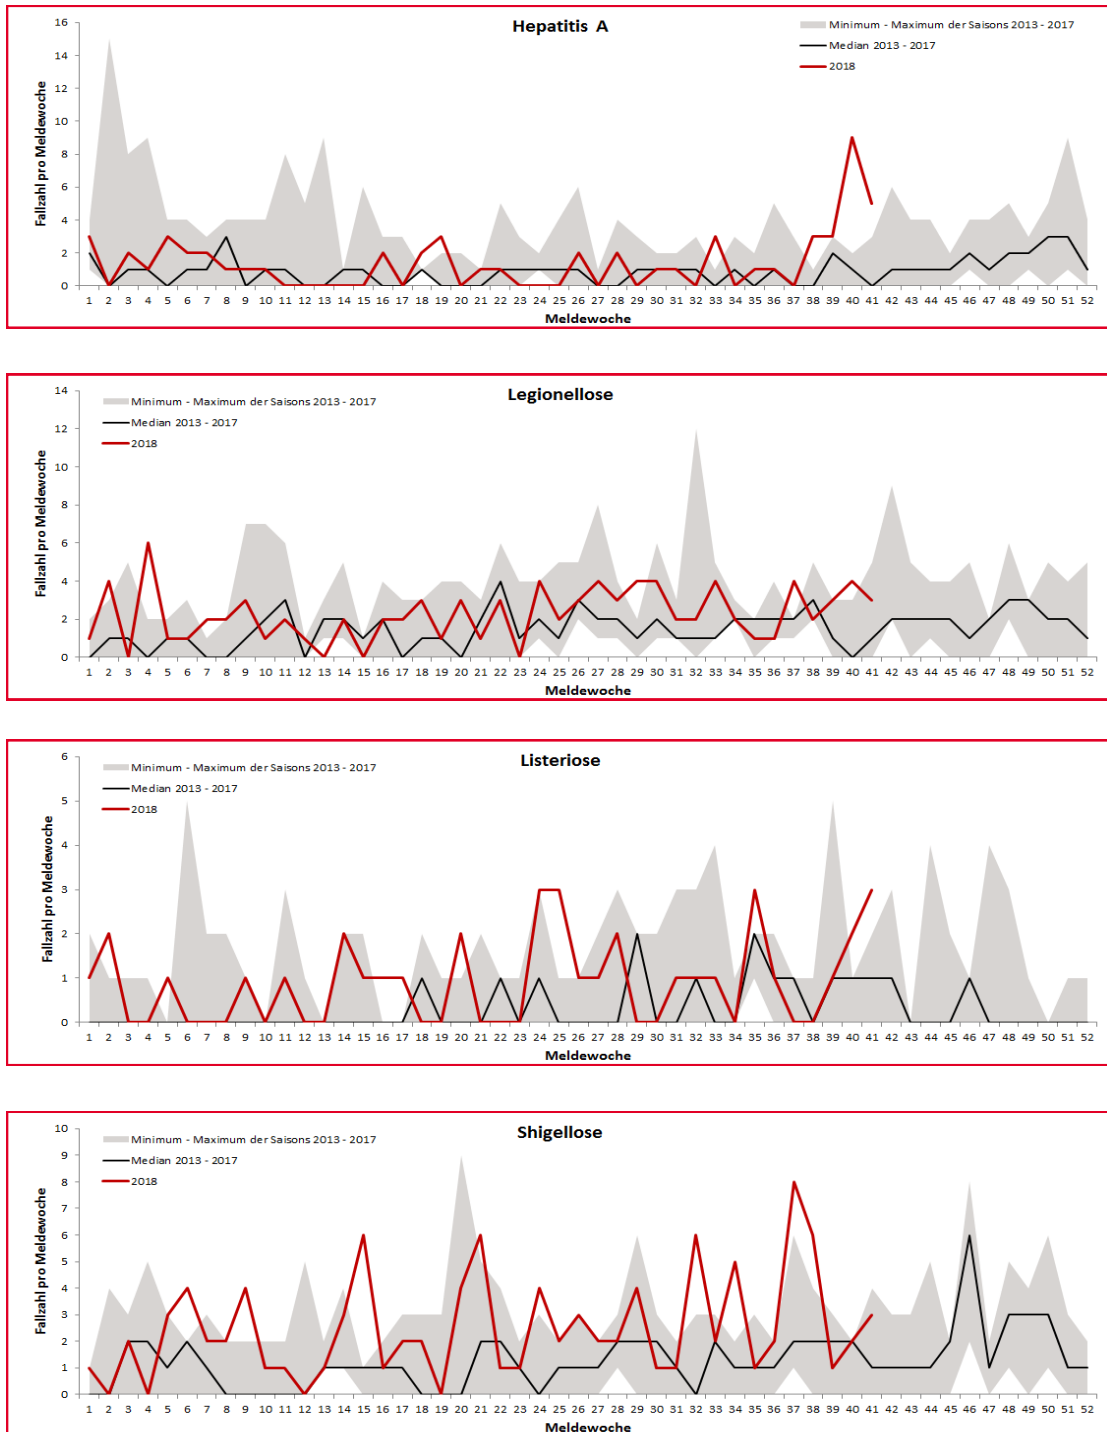 Hepatitis A
Minimum - Maximum der Saisons 2013 - 2017
Median 2013 - 2017
2018
Fallzahl pro Meldewoche
16
14
12
10
8
6
4
2
0
1 2 3 4 5 6 7 8 9 10 11 12 13 14 15 16 17 18 19 20 21 22 23 24 25 26 27 28 29 30 31 32 33 34 35 36 37 38 39 40 41 42 43 44 45 46 47 48 49 50 51 52
Meldewoche
Legionellose
Minimum - Maximum der Saisons 2013 - 2017
Median 2013 - 2017
2018
Fallzahl pro Meldewoche
14
12
10
8
6
4
2
0
1 2 3 4 5 6 7 8 9 10 11 12 13 14 15 16 17 18 19 20 21 22 23 24 25 26 27 28 29 30 31 32 33 34 35 36 37 38 39 40 41 42 43 44 45 46 47 48 49 50 51 52
Meldewoche
Listeriose
Minimum - Maximum der Saisons 2013 - 2017
Median 2013 - 2017
2018
Fallzahl pro Meldewoche
6
5
4
3
2
1
0
1 2 3 4 5 6 7 8 9 10 11 12 13 14 15 16 17 18 19 20 21 22 23 24 25 26 27 28 29 30 31 32 33 34 35 36 37 38 39 40 41 42 43 44 45 46 47 48 49 50 51 52
Meldewoche
Shigellose
Minimum - Maximum der Saisons 2013 - 2017
Median 2013 - 2017
2018
Fallzahl pro Meldewoche
10
9
8
7
6
5
4
3
2
1
0
1 2 3 4 5 6 7 8 9 10 11 12 13 14 15 16 17 18 19 20 21 22 23 24 25 26 27 28 29 30 31 32 33 34 35 36 37 38 39 40 41 42 43 44 45 46 47 48 49 50 51 52
Meldewoche